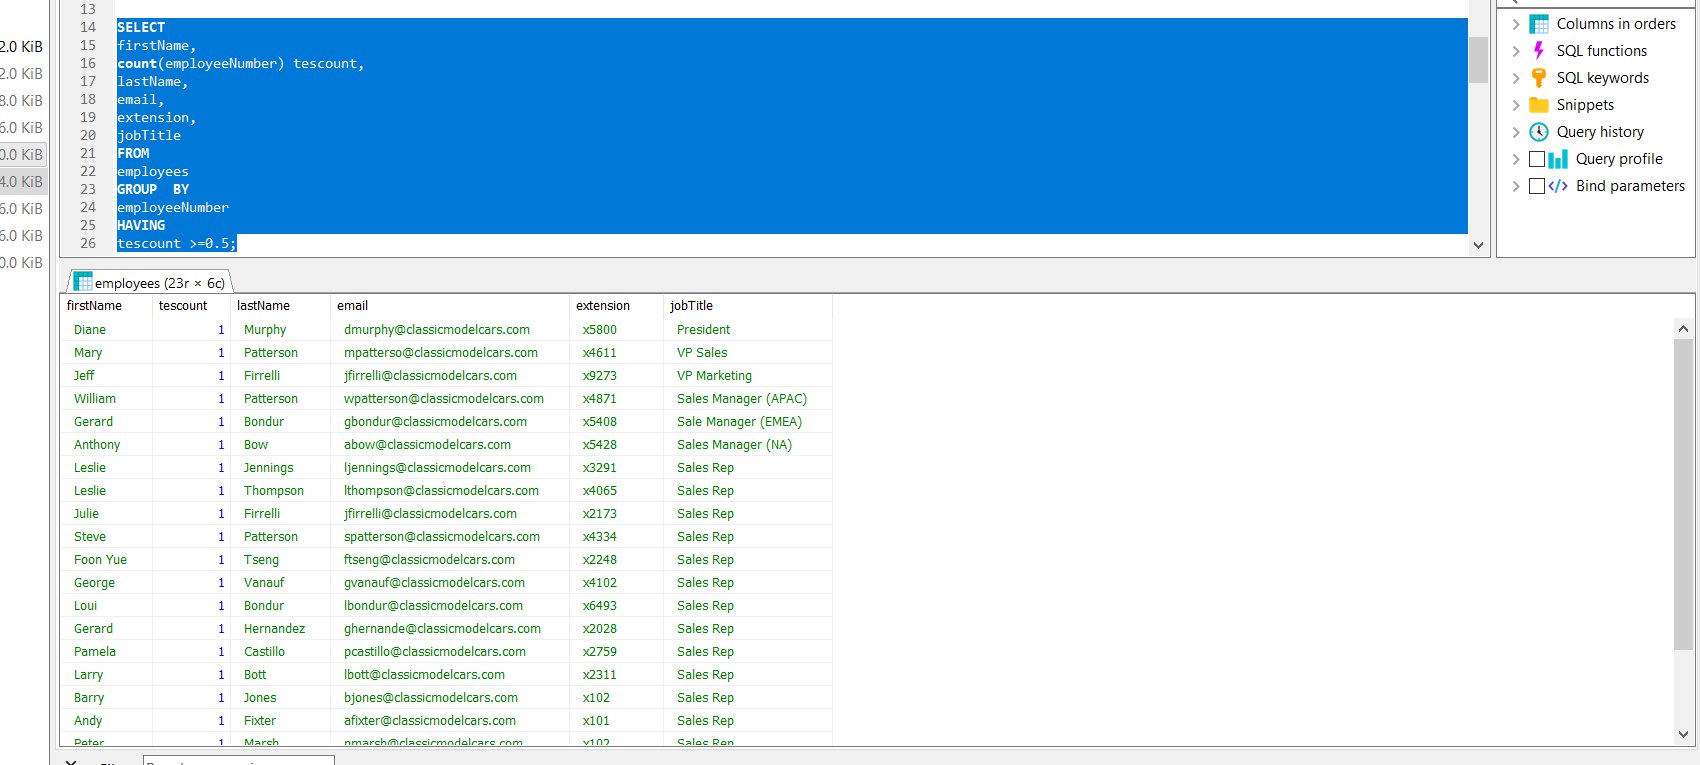 13
14 SELECT
15 firstName,
16 count(employeeNumber) tescount,
17 lastName,
18 email,
19 extension,
20 jobTitle
21 FROM
22 employees
23 GROUP  BY
24 employeeNumber
25 HAVING
26 tescount >=0.5;
2.0 KiB
2.0 KiB
8.0 KiB
6.0 KiB
0.0 KiB
4.0 KiB
6.0 KiB
6.0 KiB
0.0 KiB
Columns in orders
SQL functions
SQL keywords
Snippets
Query history
Query profile
Bind parameters
employees (23r × 6c)
firstName tescount lastName email extension jobTitle
Diane 1 Murphy dmurphy@classicmodelcars.com x5800 President
Mary 1 Patterson mpatterso@classicmodelcars.com x4611 VP Sales
Jeff 1 Firrelli jfirrelli@classicmodelcars.com x9273 VP Marketing
William 1 Patterson wpatterson@classicmodelcars.com x4871 Sales Manager (APAC)
Gerard 1 Bondur gbondur@classicmodelcars.com x5408 Sale Manager (EMEA)
Anthony 1 Bow abow@classicmodelcars.com x5428 Sales Manager (NA)
Leslie 1 Jennings ljennings@classicmodelcars.com x3291 Sales Rep
Leslie 1 Thompson lthompson@classicmodelcars.com x4065 Sales Rep
Julie 1 Firrelli jfirrelli@classicmodelcars.com x2173 Sales Rep
Steve 1 Patterson spatterson@classicmodelcars.com x4334 Sales Rep
Foon Yue 1 Tseng ftseng@classicmodelcars.com x2248 Sales Rep
George 1 Vanauf gvanauf@classicmodelcars.com x4102 Sales Rep
Loui 1 Bondur lbondur@classicmodelcars.com x6493 Sales Rep
Gerard 1 Hernandez ghernande@classicmodelcars.com x2028 Sales Rep
Pamela 1 Castillo pcastillo@classicmodelcars.com x2759 Sales Rep
Larry 1 Bott lbott@classicmodelcars.com x2311 Sales Rep
Barry 1 Jones bjones@classicmodelcars.com x102 Sales Rep
Andy 1 Fixter afixter@classicmodelcars.com x101 Sales Rep
Peter 1 Marsh pmarsh@classicmodelcars.com x102 Sales Rep